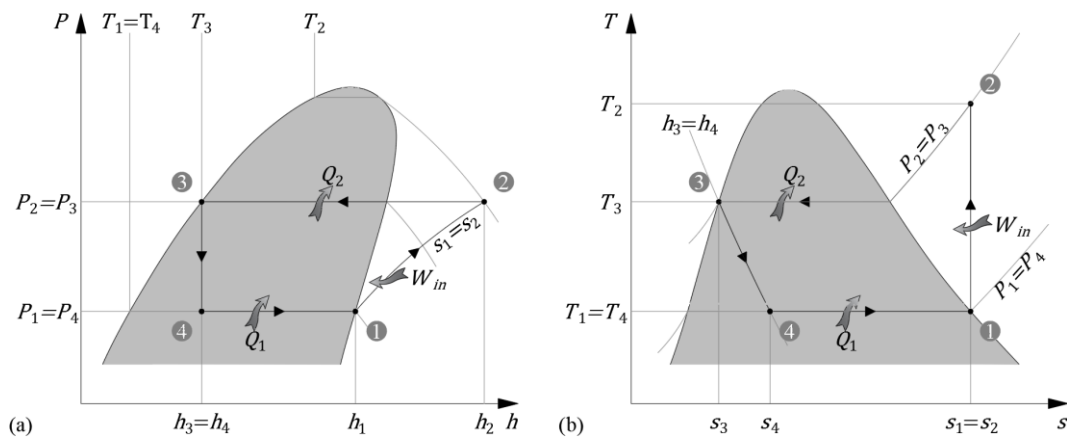 P
T1=T4
T3
T2
3
Q2
2
P2=P3
s1=s2
Win
P1=P4
4
Q1
1
(a)
h3=h4
h1
h2
h
T
T2
2
h3=h4
P2=P3
3
Q2
T3
Win
P1=P4
T1=T4
4
Q1
1
(b)
s3
s4
s1=s2
s